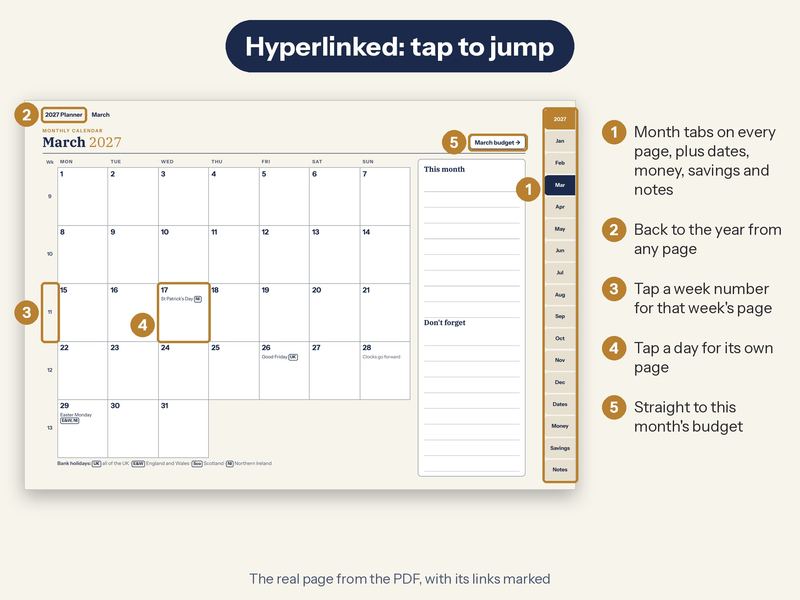 Hyperlinked: tap to jump
2
2027 Planner
March
MONTHLY CALENDAR
March 2027
5
March budget →
Wk MON TUE WED THU FRI SAT SUN
9
1 2 3 4 5 6 7
10
8 9 10 11 12 13 14
3
11
15 16 17 18 19 20 21
St Patrick's Day NI
4
12
22 23 24 25 26 27 28
Good Friday UK
Clocks go forward
13
29 30 31
Easter Monday
E&W, NI
Bank holidays: UK all of the UK E&W England and Wales Sco Scotland NI Northern Ireland
This month
Don't forget
1
2027
Jan
Feb
Mar
Apr
May
Jun
Jul
Aug
Sep
Oct
Nov
Dec
Dates
Money
Savings
Notes
1 Month tabs on every
page, plus dates,
money, savings and
notes
2 Back to the year from
any page
3 Tap a week number
for that week's page
4 Tap a day for its own
page
5 Straight to this
month's budget
The real page from the PDF, with its links marked